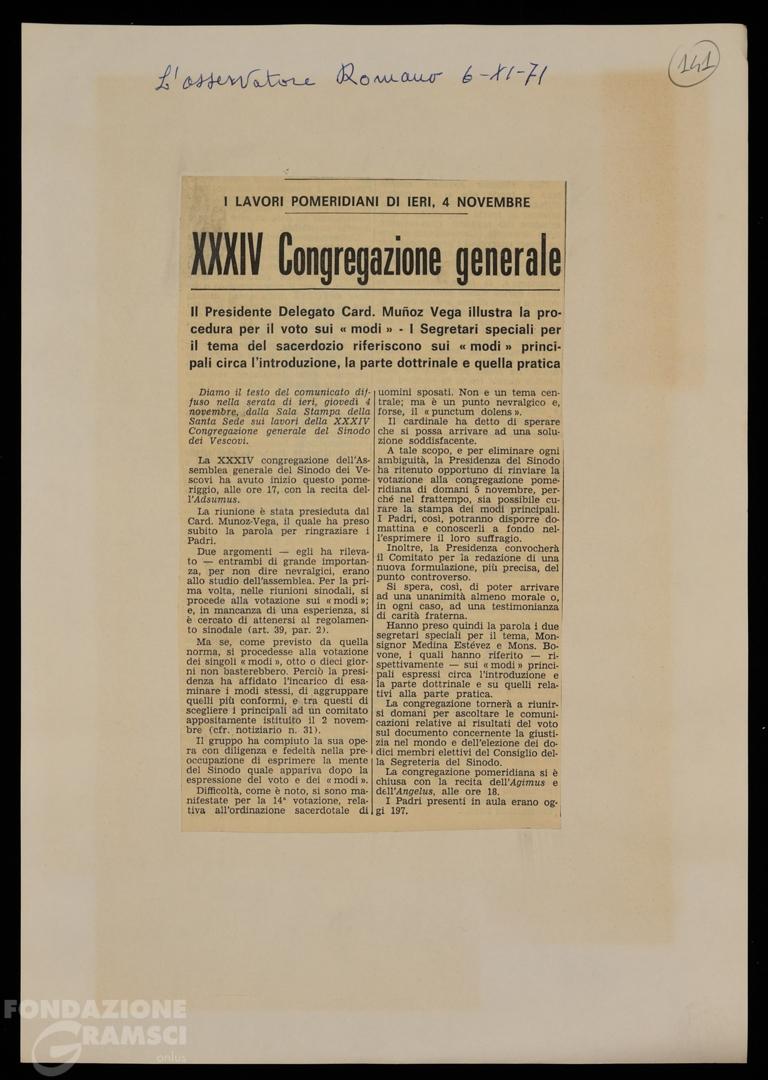 L'osservatore Romano 6-XI-71
141
I LAVORI POMERIDIANI DI IERI, 4 NOVEMBRE
XXXIV Congregazione generale
Il Presidente Delegato Card. Muñoz Vega illustra la pro-
cedura per il voto sui « modi » - I Segretari speciali per
il tema del sacerdozio riferiscono sui « modi » princi-
pali circa l'introduzione, la parte dottrinale e quella pratica
Diamo il testo del comunicato dif-
fuso nella serata di ieri, giovedì 4
novembre, dalla Sala Stampa della
Santa Sede sui lavori della XXXIV
Congregazione generale del Sinodo
dei Vescovi.
La XXXIV congregazione dell'As-
semblea generale del Sinodo dei Ve-
scovi ha avuto inizio questo pome-
riggio, alle ore 17, con la recita del-
l'Adsumus.
La riunione è stata presieduta dal
Card. Munoz-Vega, il quale ha preso
subito la parola per ringraziare i
Padri.
Due argomenti — egli ha rileva-
to — entrambi di grande importan-
za, per non dire nevralgici, erano
allo studio dell'assemblea. Per la pri-
ma volta, nelle riunioni sinodali, si
procede alla votazione sui « modi »;
e, in mancanza di una esperienza, si
è cercato di attenersi al regolamen-
to sinodale (art. 39, par. 2).
Ma se, come previsto da quella
norma, si procedesse alla votazione
dei singoli « modi », otto o dieci gior-
ni non basterebbero. Perciò la presi-
denza ha affidato l'incarico di esa-
minare i modi stessi, di aggruppare
quelli più conformi, e tra questi di
scegliere i principali ad un comitato
appositamente istituito il 2 novem-
bre (cfr. notiziario n. 31).
Il gruppo ha compiuto la sua ope-
ra con diligenza e fedeltà nella pre-
occupazione di esprimere la mente
del Sinodo quale appariva dopo la
espressione del voto e dei « modi ».
Difficoltà, come è noto, si sono ma-
nifestate per la 14ª votazione, rela-
tiva all'ordinazione sacerdotale di
uomini sposati. Non e un tema cen-
trale; ma è un punto nevralgico e,
forse, il « punctum dolens ».
Il cardinale ha detto di sperare
che si possa arrivare ad una solu-
zione soddisfacente.
A tale scopo, e per eliminare ogni
ambiguità, la Presidenza del Sinodo
ha ritenuto opportuno di rinviare la
votazione alla congregazione pome-
ridiana di domani 5 novembre, per-
ché nel frattempo, sia possibile cu-
rare la stampa dei modi principali.
I Padri, così, potranno disporre do-
mattina e conoscerli a fondo nel-
l'esprimere il loro suffragio.
Inoltre, la Presidenza convocherà
il Comitato per la redazione di una
nuova formulazione, più precisa, del
punto controverso.
Si spera, così, di poter arrivare
ad una unanimità almeno morale o,
in ogni caso, ad una testimonianza
di carità fraterna.
Hanno preso quindi la parola i due
segretari speciali per il tema, Mon-
signor Medina Estévez e Mons. Bo-
vone, i quali hanno riferito — ri-
spettivamente — sui « modi » princi-
pali espressi circa l'introduzione e
la parte dottrinale e su quelli rela-
tivi alla parte pratica.
La congregazione tornerà a riunir-
si domani per ascoltare le comuni-
cazioni relative ai risultati del voto
sul documento concernente la giusti-
zia nel mondo e dell'elezione dei do-
dici membri elettivi del Consiglio del-
la Segreteria del Sinodo.
La congregazione pomeridiana si è
chiusa con la recita dell'Agimus e
dell'Angelus, alle ore 18.
I Padri presenti in aula erano og-
gi 197.
FONDAZIONE
GRAMSCI
onlus